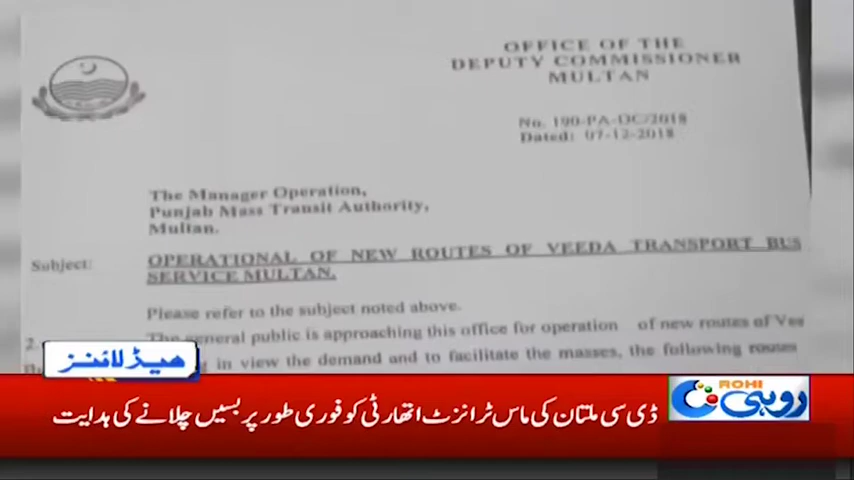 OFFICE OF THE
DEPUTY COMMISSIONER
MULTAN
No. 190-PA-DC/2018
Dated: 07-12-2018
The Manager Operation,
Punjab Mass Transit Authority,
Multan.
Subject: OPERATIONAL OF NEW ROUTES OF VEEDA TRANSPORT BUS
SERVICE MULTAN.
Please refer to the subject noted above.
2. The general public is approaching this office for operation of new routes of Vee
in view the demand and to facilitate the masses, the following routes
ھیڈلائنز
ROHI
روہی
ڈی سی ملتان کی ماس ٹرانزٹ اتھارٹی کو فوری طور پر بسیں چلانے کی ہدایت